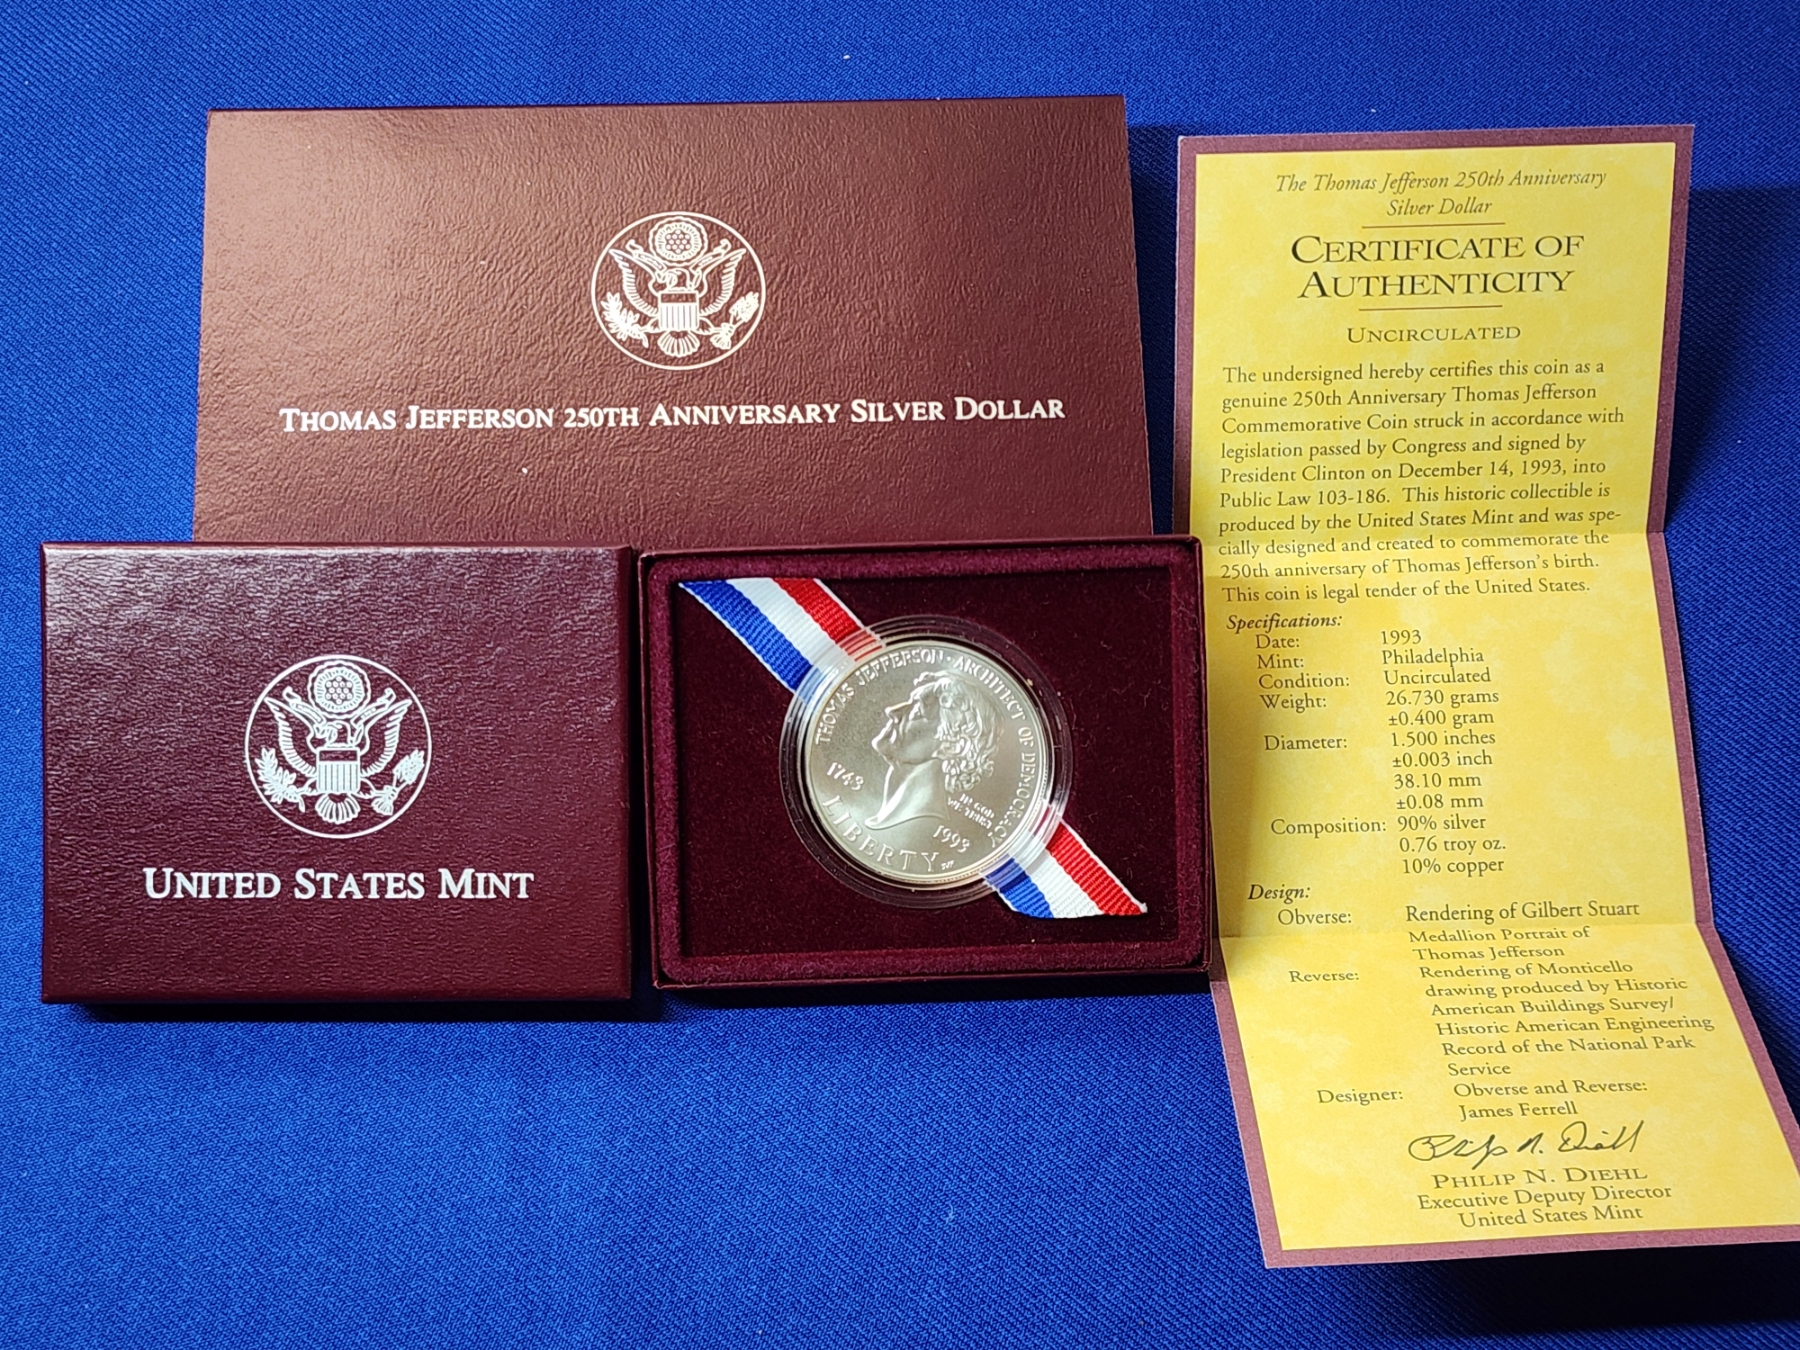 THOMAS JEFFERSON 250TH ANNIVERSARY SILVER DOLLAR
UNITED STATES MINT
THOMAS JEFFERSON · ARCHITECT OF DEMOCRACY
1743
IN GOD
WE TRUST
1993
LIBERTY
The Thomas Jefferson 250th Anniversary
Silver Dollar
CERTIFICATE OF
AUTHENTICITY
UNCIRCULATED
The undersigned hereby certifies this coin as a
genuine 250th Anniversary Thomas Jefferson
Commemorative Coin struck in accordance with
legislation passed by Congress and signed by
President Clinton on December 14, 1993, into
Public Law 103-186. This historic collectible is
produced by the United States Mint and was spe-
cially designed and created to commemorate the
250th anniversary of Thomas Jefferson's birth.
This coin is legal tender of the United States.
Specifications:
Date: 1993
Mint: Philadelphia
Condition: Uncirculated
Weight: 26.730 grams
±0.400 gram
Diameter: 1.500 inches
±0.003 inch
38.10 mm
±0.08 mm
Composition: 90% silver
0.76 troy oz.
10% copper
Design:
Obverse: Rendering of Gilbert Stuart
Medallion Portrait of
Thomas Jefferson
Reverse: Rendering of Monticello
drawing produced by Historic
American Buildings Survey/
Historic American Engineering
Record of the National Park
Service
Designer: Obverse and Reverse:
James Ferrell
Philip N. Diehl
PHILIP N. DIEHL
Executive Deputy Director
United States Mint